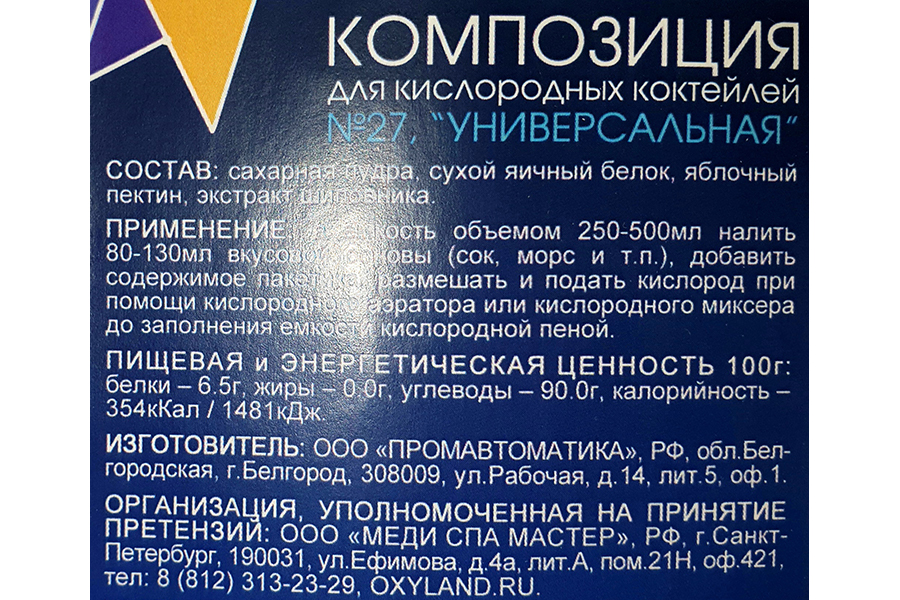 КОМПОЗИЦИЯ
для кислородных коктейлей
№27, "УНИВЕРСАЛЬНАЯ"
СОСТАВ: сахарная пудра, сухой яичный белок, яблочный
пектин, экстракт шиповника.
ПРИМЕНЕНИЕ. объемом 250-500мл налить
80-130мл вкусовой основы (сок, морс и т.п.), добавить
содержимое размешать и подать кислород при
помощи кислородного аэратора или кислородного миксера
до заполнения емкости кислородной пеной.
ПИЩЕВАЯ и ЭНЕРГЕТИЧЕСКАЯ ЦЕННОСТЬ 100г:
белки – 6.5г, жиры – 0.0г, углеводы – 90.0г, калорийность –
354кКал / 1481кДж.
ИЗГОТОВИТЕЛЬ: ООО «ПРОМАВТОМАТИКА», РФ, обл.Бел-
городская, г.Белгород, 308009, ул.Рабочая, д.14, лит.5, оф.1.
ОРГАНИЗАЦИЯ, УПОЛНОМОЧЕННАЯ НА ПРИНЯТИЕ
ПРЕТЕНЗИЙ: ООО «МЕДИ СПА МАСТЕР», РФ, г.Санкт-
Петербург, 190031, ул.Ефимова, д.4а, лит.А, пом.21Н, оф.421,
тел: 8 (812) 313-23-29, OXYLAND.RU.